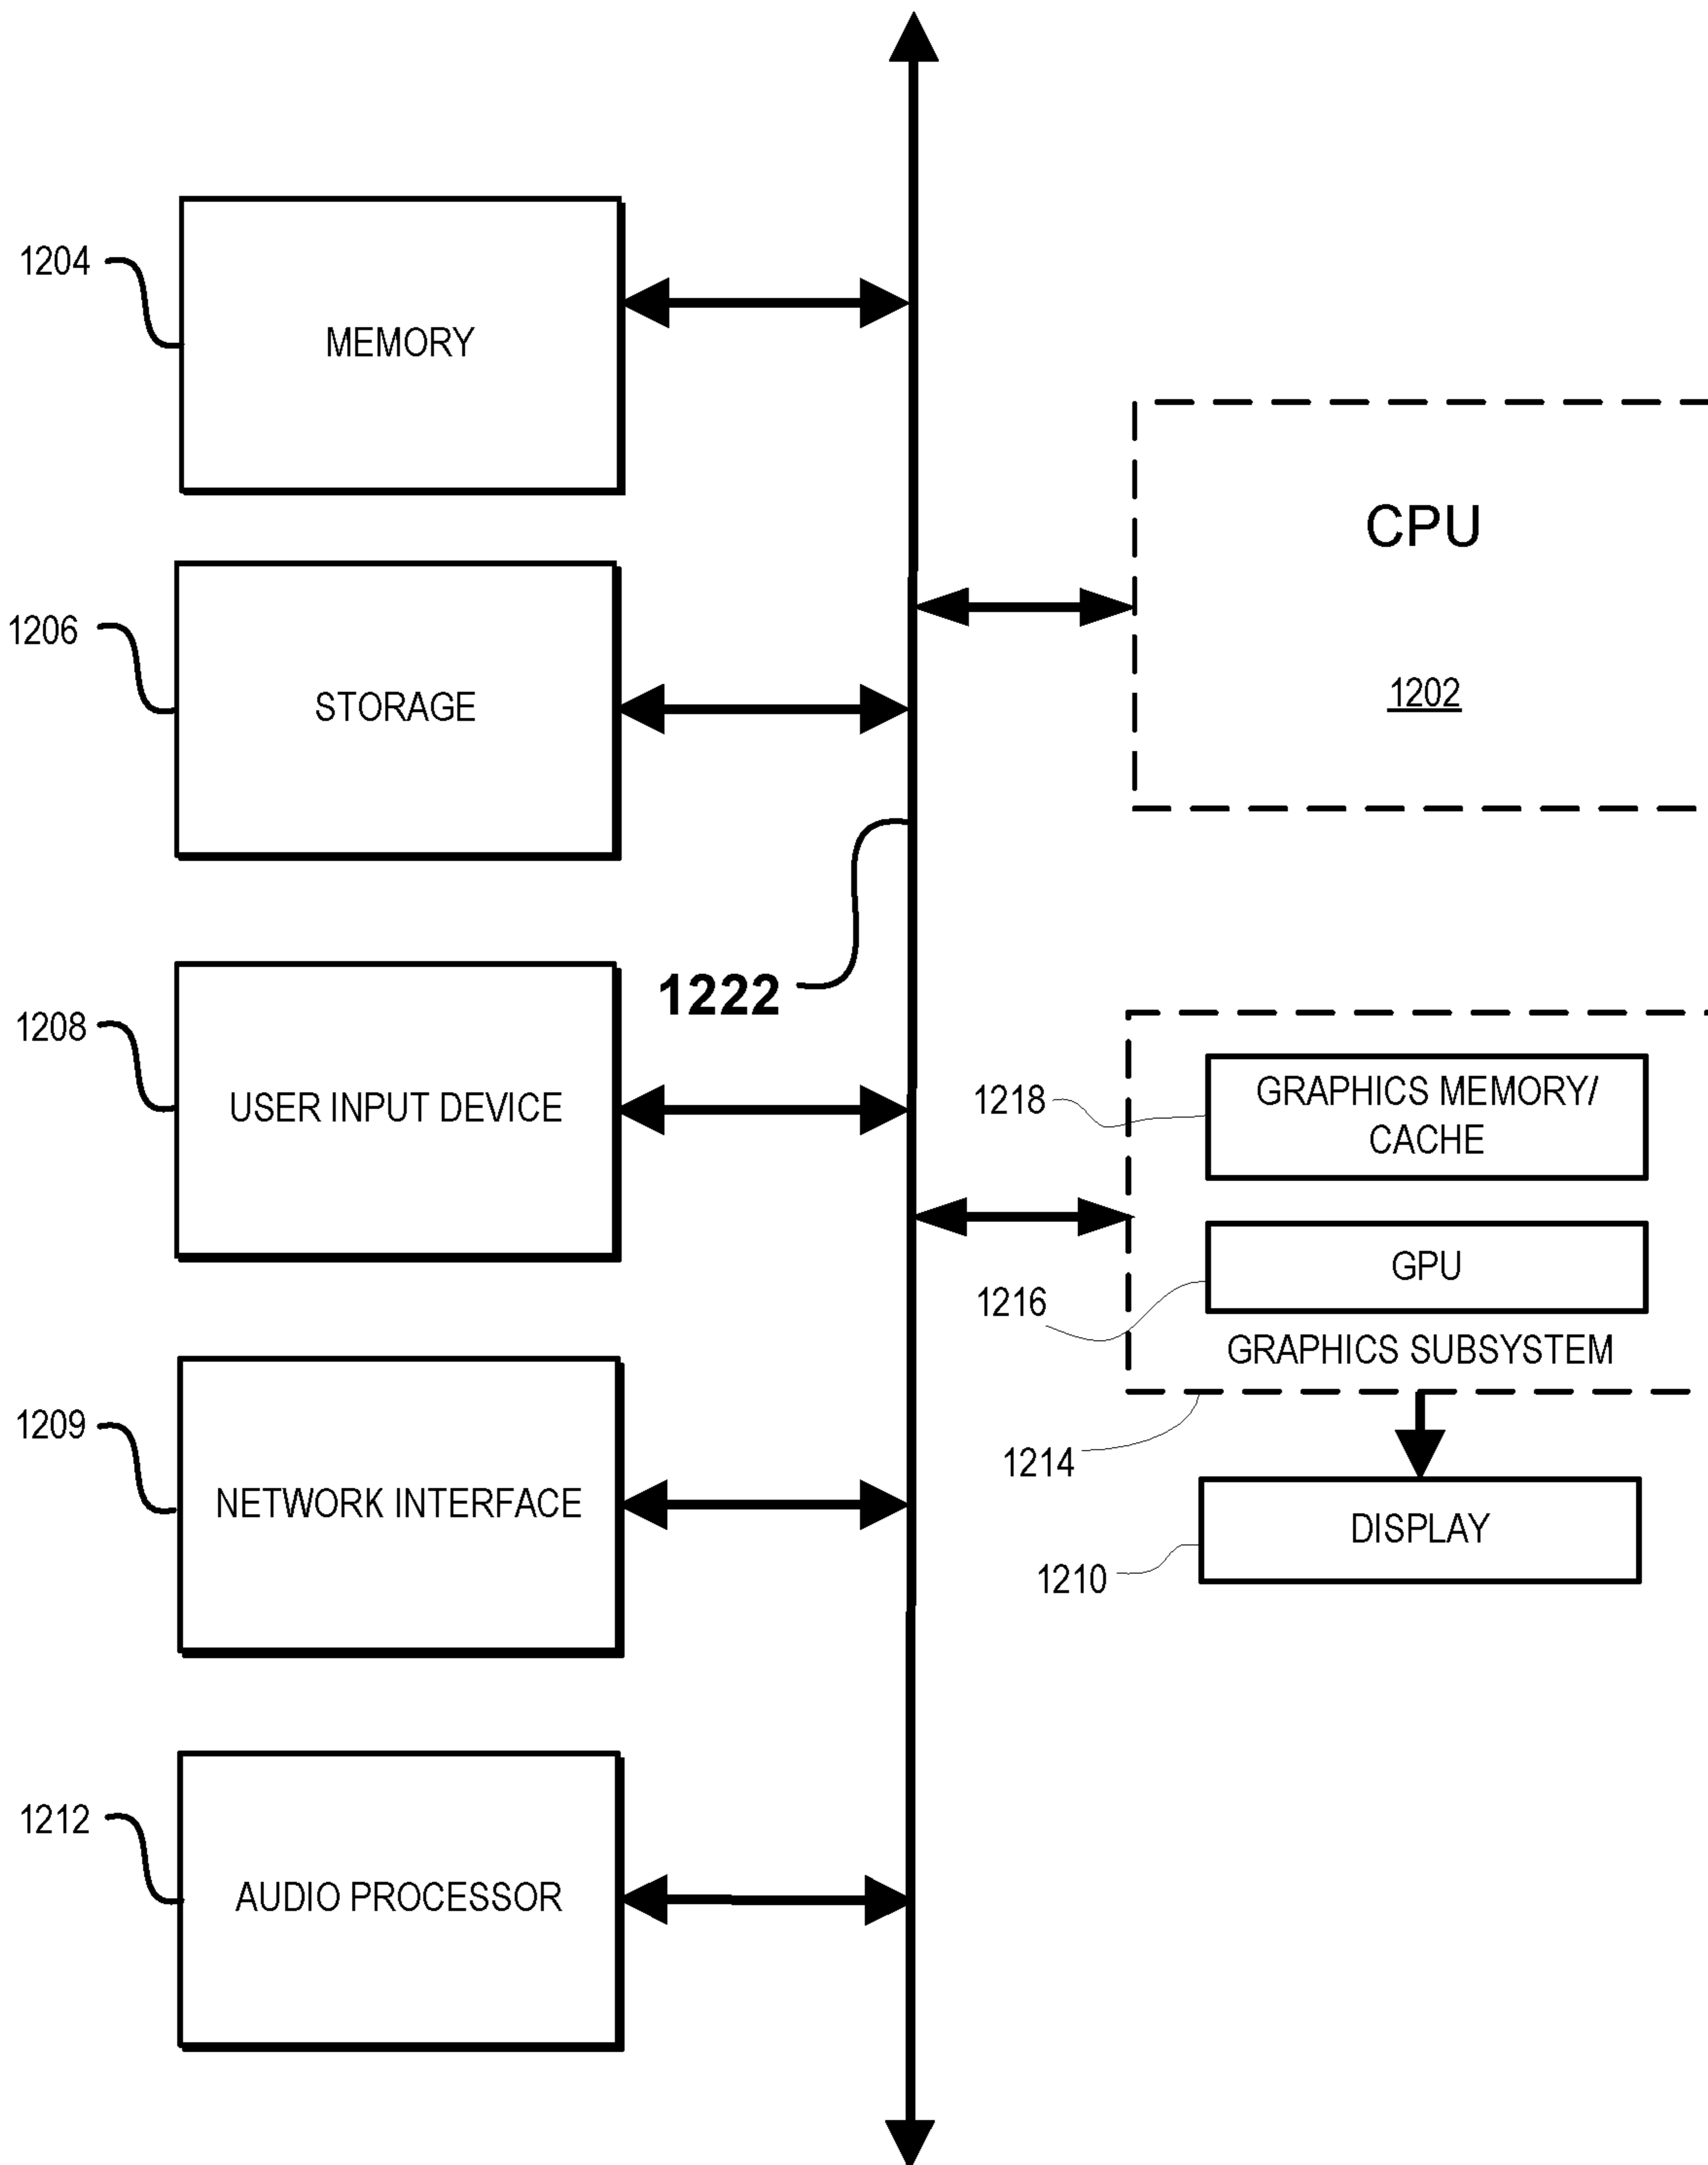 1204
MEMORY
CPU
1202
1206
STORAGE
1222
1208
USER INPUT DEVICE
1218
GRAPHICS MEMORY/
CACHE
1216
GPU
GRAPHICS SUBSYSTEM
1214
1209
NETWORK INTERFACE
DISPLAY
1210
1212
AUDIO PROCESSOR